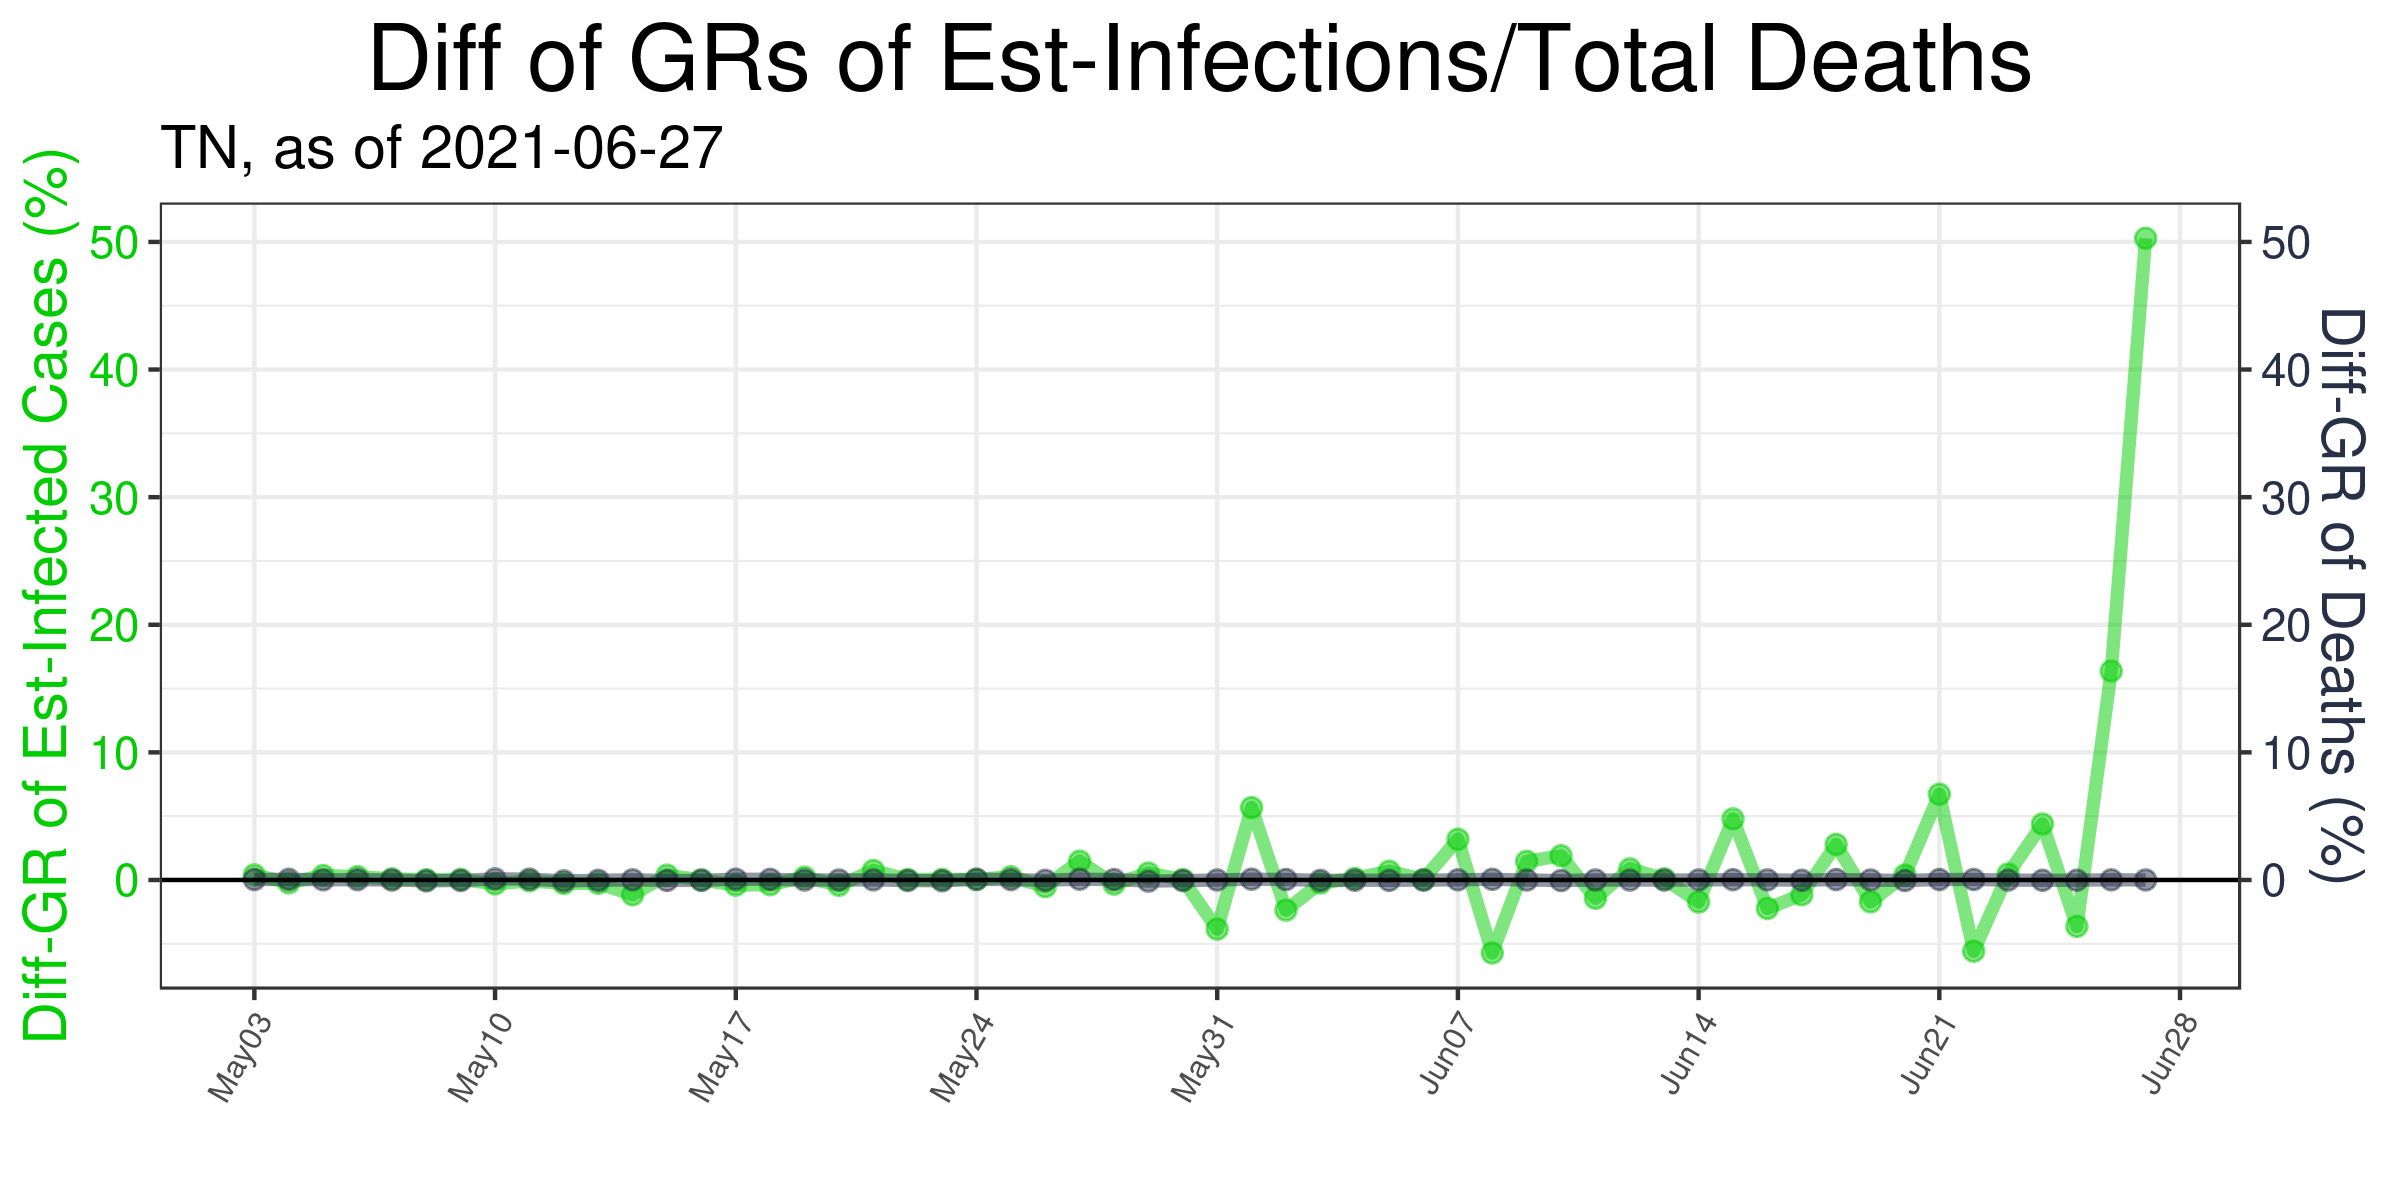 Diff of GRs of Est-Infections/Total Deaths
TN, as of 2021-06-27
Diff-GR of Est-Infected Cases (%)
50
40
30
20
10
0
50
40
30
20
10
0
Diff-GR of Deaths (%)
May03
May10
May17
May24
May31
Jun07
Jun14
Jun21
Jun28